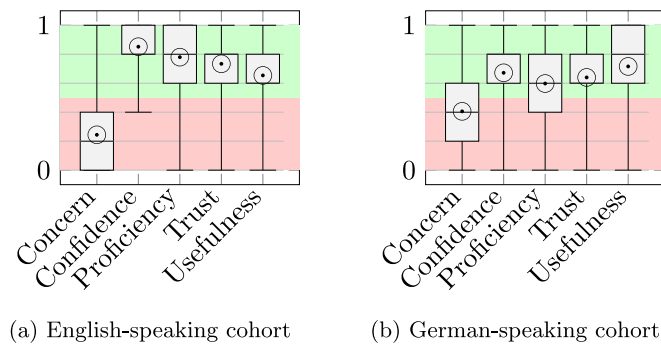 1
0
Concern
Confidence
Proficiency
Trust
Usefulness
(a) English-speaking cohort
1
0
Concern
Confidence
Proficiency
Trust
Usefulness
(b) German-speaking cohort